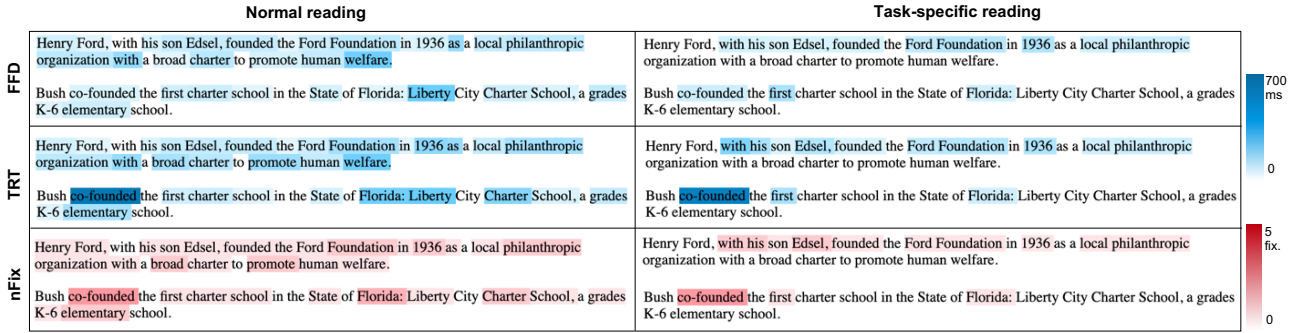 Normal reading
Task-specific reading
FFD
Henry Ford, with his son Edsel, founded the Ford Foundation in 1936 as a local philanthropic
organization with a broad charter to promote human welfare.
Bush co-founded the first charter school in the State of Florida: Liberty City Charter School, a grades
K-6 elementary school.
Henry Ford, with his son Edsel, founded the Ford Foundation in 1936 as a local philanthropic
organization with a broad charter to promote human welfare.
Bush co-founded the first charter school in the State of Florida: Liberty City Charter School, a grades
K-6 elementary school.
700
ms
0
TRT
Henry Ford, with his son Edsel, founded the Ford Foundation in 1936 as a local philanthropic
organization with a broad charter to promote human welfare.
Bush co-founded the first charter school in the State of Florida: Liberty City Charter School, a grades
K-6 elementary school.
Henry Ford, with his son Edsel, founded the Ford Foundation in 1936 as a local philanthropic
organization with a broad charter to promote human welfare.
Bush co-founded the first charter school in the State of Florida: Liberty City Charter School, a grades
K-6 elementary school.
nFix
Henry Ford, with his son Edsel, founded the Ford Foundation in 1936 as a local philanthropic
organization with a broad charter to promote human welfare.
Bush co-founded the first charter school in the State of Florida: Liberty City Charter School, a grades
K-6 elementary school.
Henry Ford, with his son Edsel, founded the Ford Foundation in 1936 as a local philanthropic
organization with a broad charter to promote human welfare.
Bush co-founded the first charter school in the State of Florida: Liberty City Charter School, a grades
K-6 elementary school.
5
fix.
0